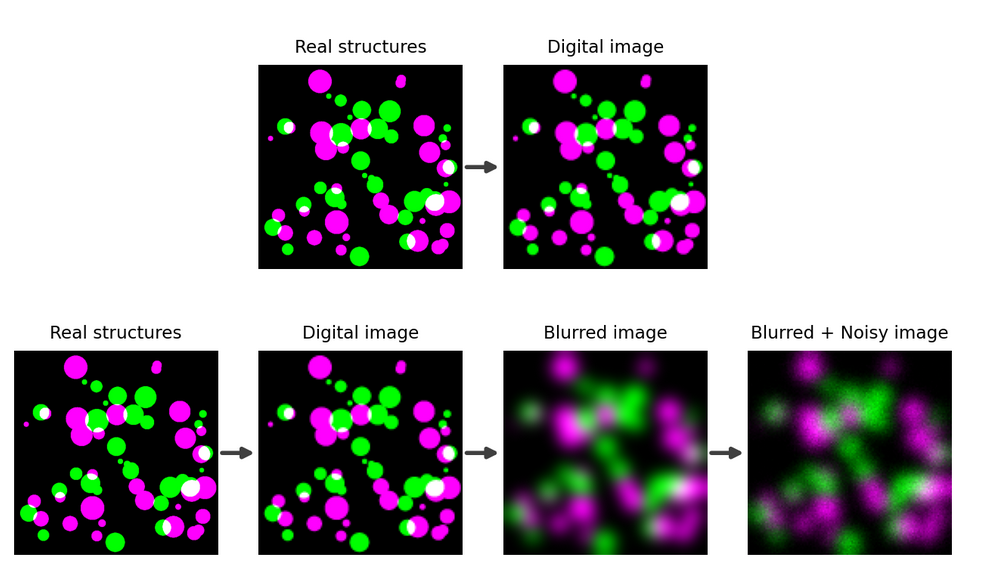 Real structures
Digital image
Real structures
Digital image
Blurred image
Blurred + Noisy image